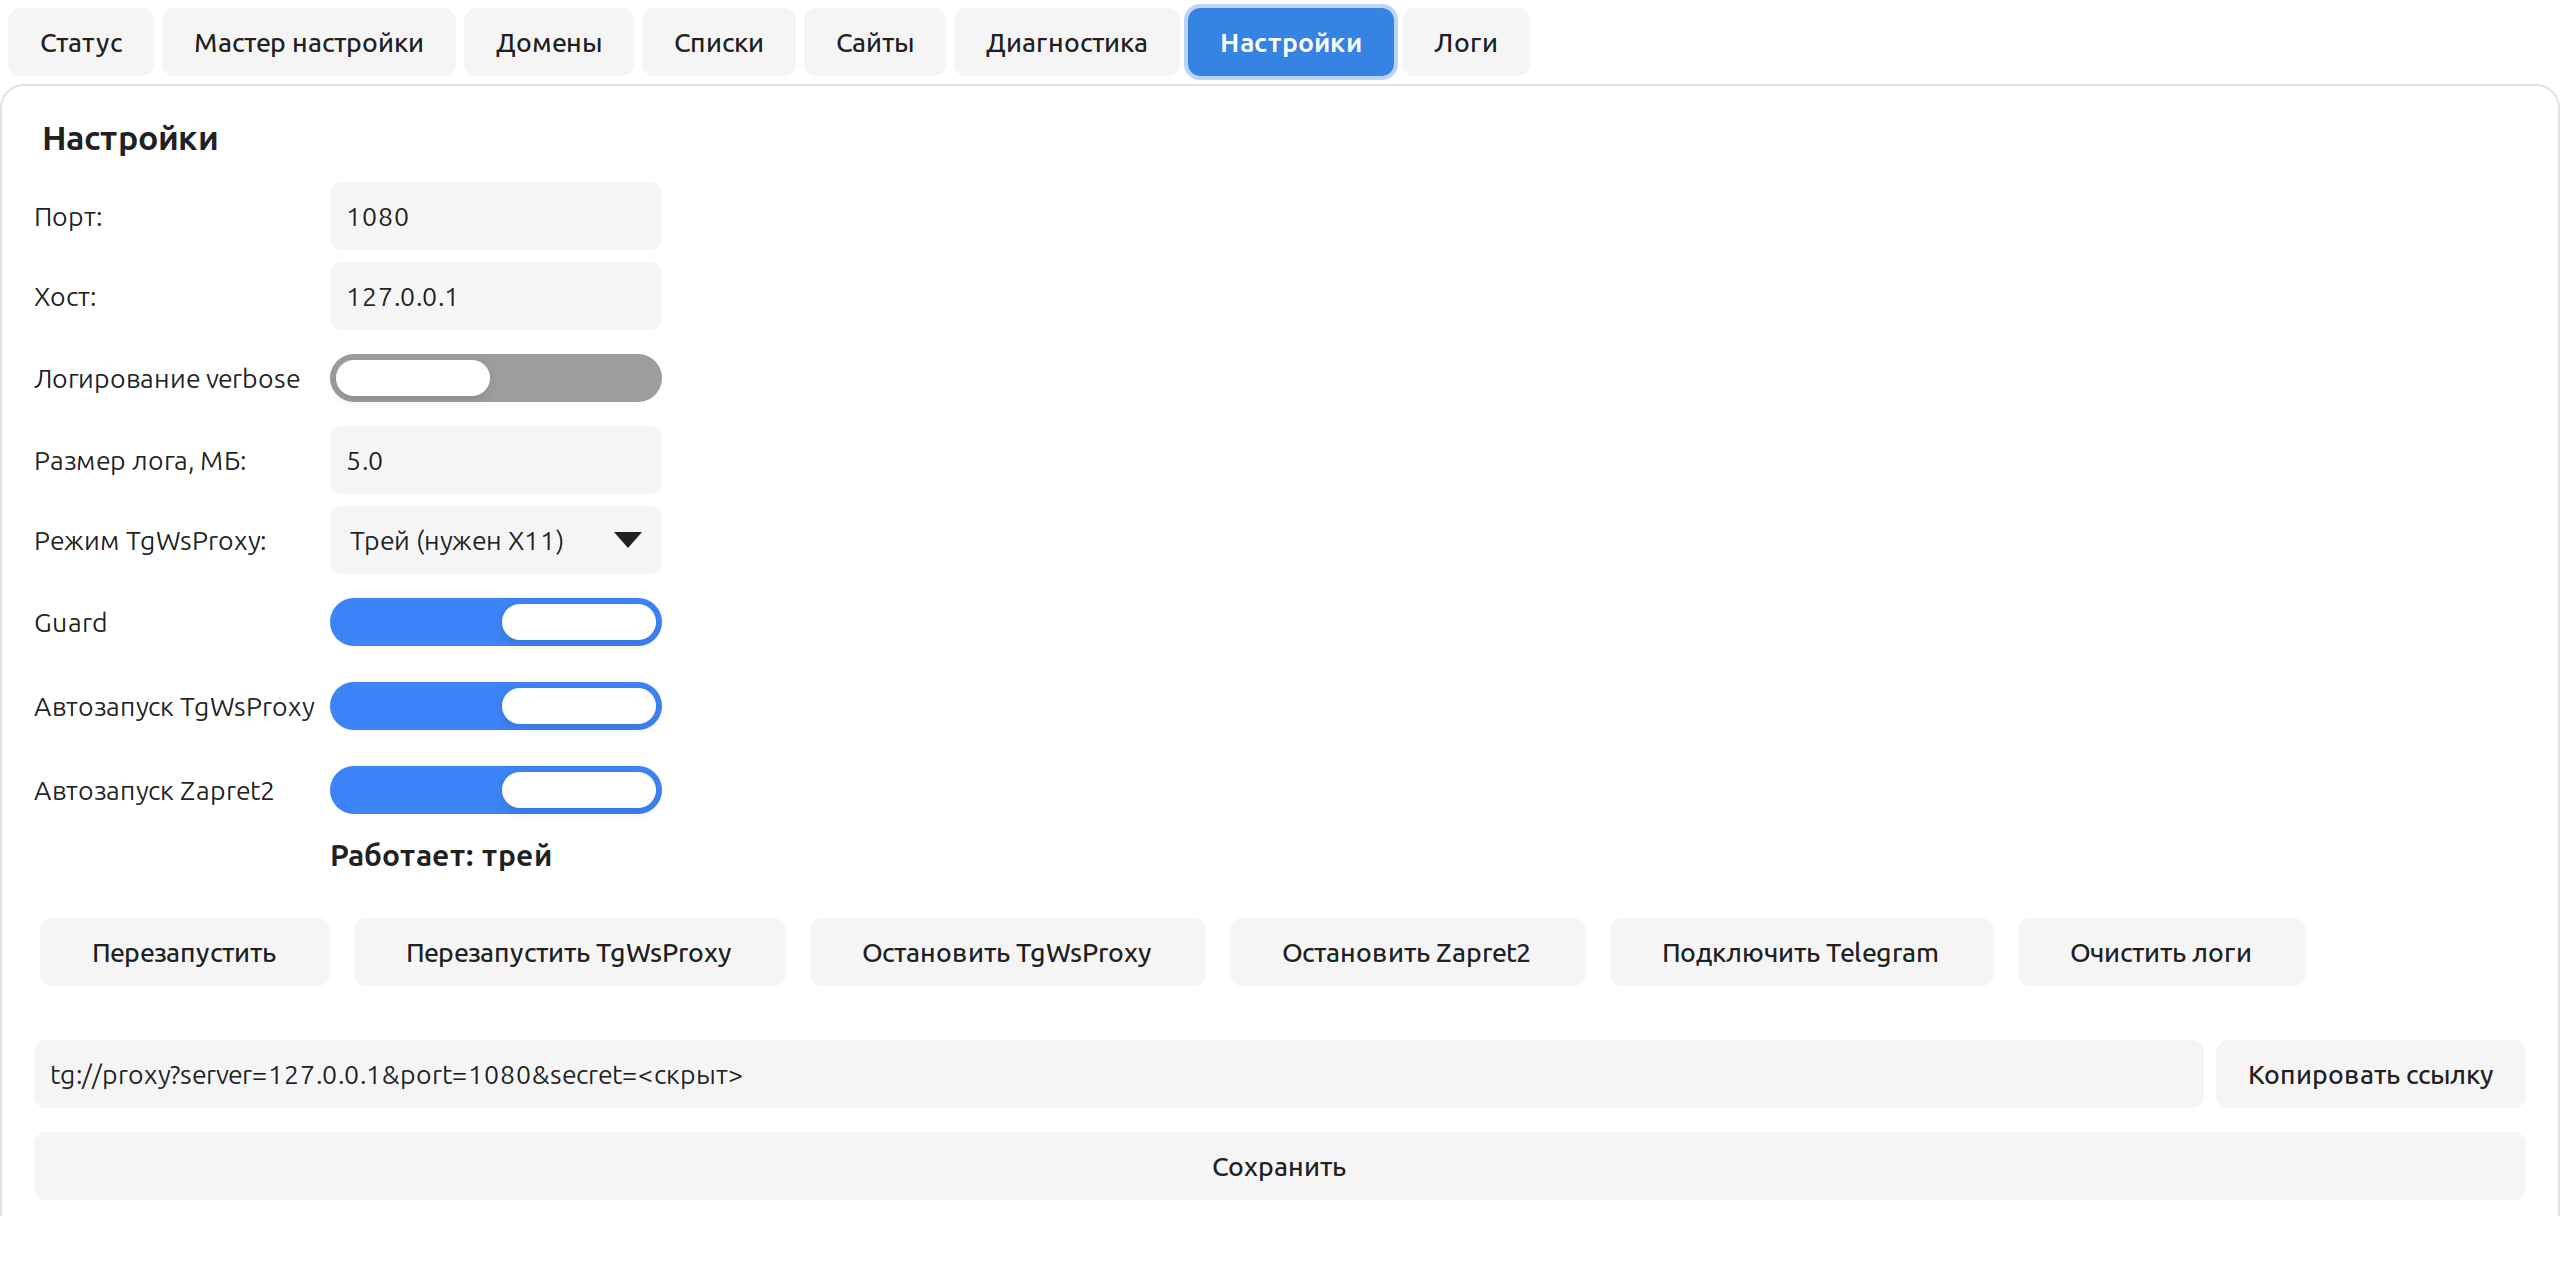 Статус Мастер настройки Домены Списки Сайты Диагностика Настройки Логи
Настройки
Порт: 1080
Хост: 127.0.0.1
Логирование verbose
Размер лога, МБ: 5.0
Режим TgWsProxy: Трей (нужен X11)
Guard
Автозапуск TgWsProxy
Автозапуск Zapret2
Работает: трей
Перезапустить Перезапустить TgWsProxy Остановить TgWsProxy Остановить Zapret2 Подключить Telegram Очистить логи
tg://proxy?server=127.0.0.1&port=1080&secret=<скрыт> Копировать ссылку
Сохранить